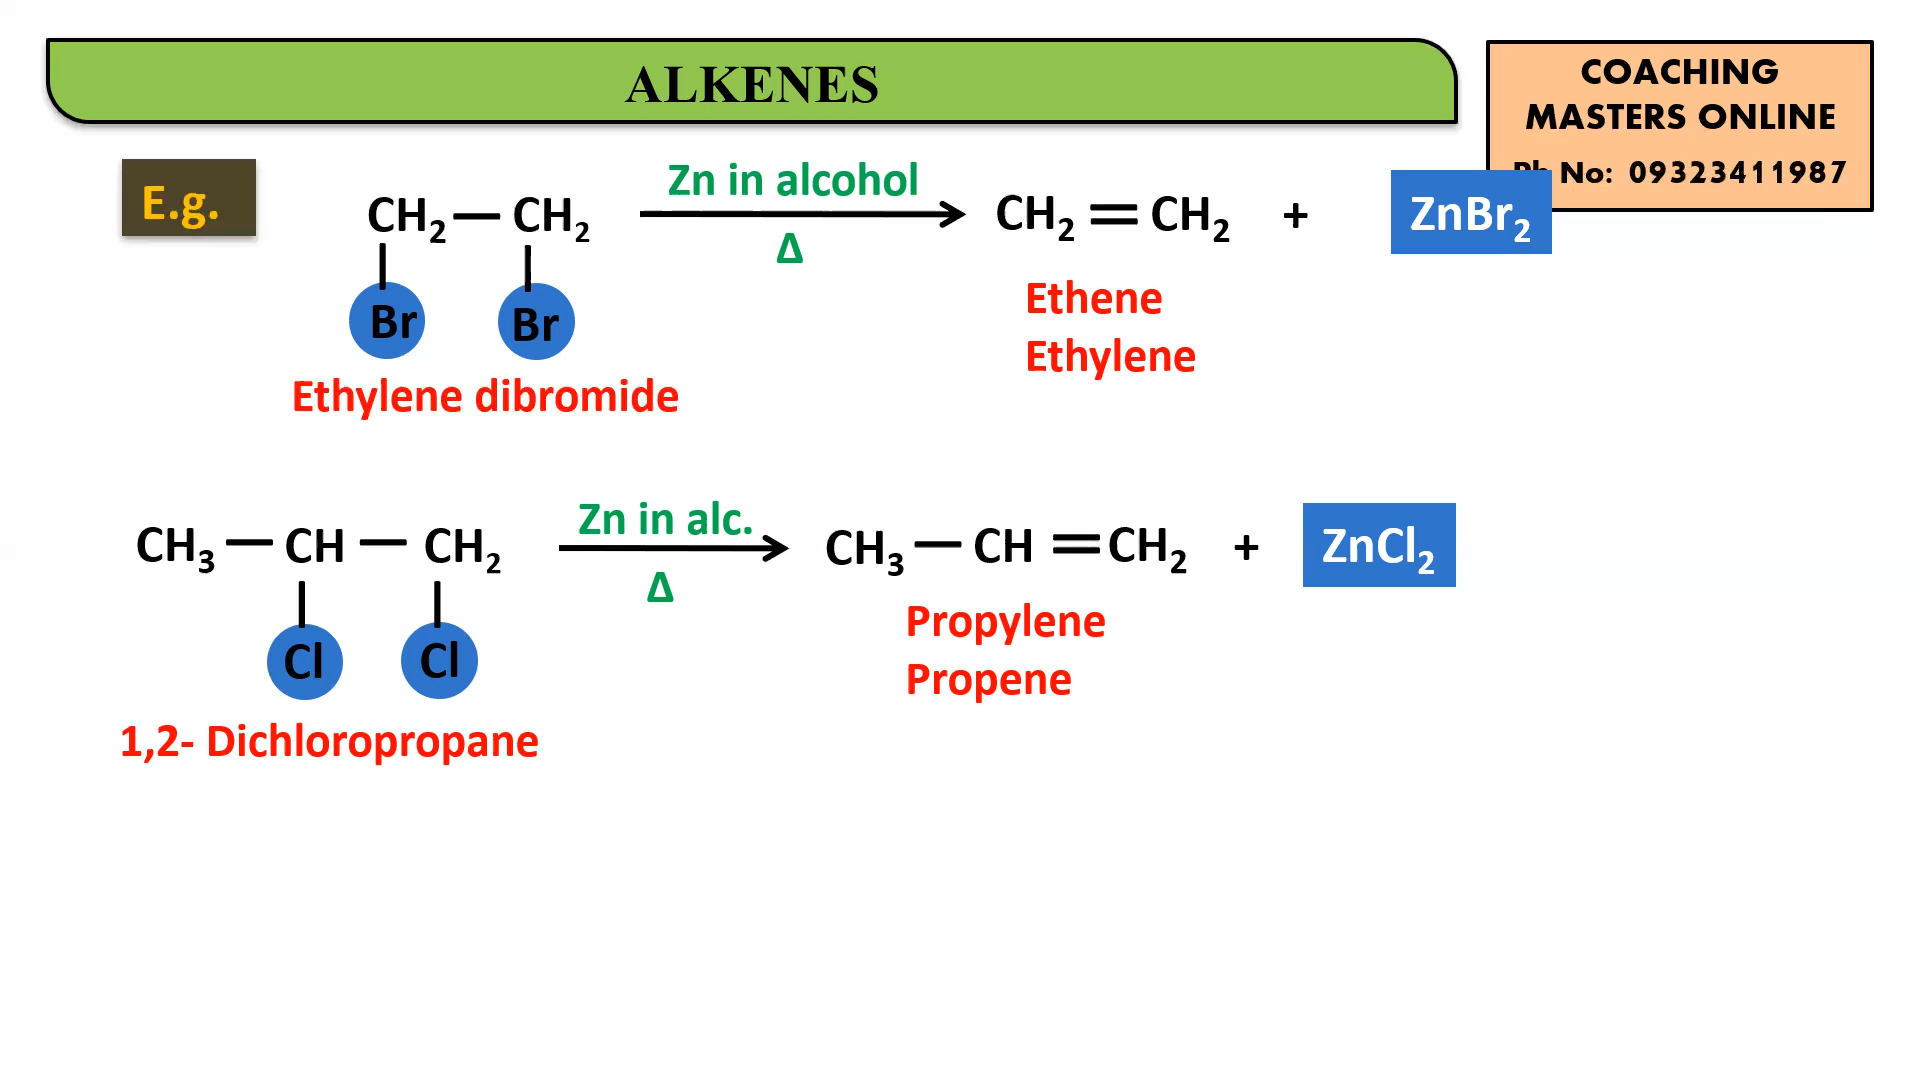 ALKENES
COACHING
MASTERS ONLINE
Ph No: 09323411987
E.g.
CH₂ — CH₂
Br Br
Ethylene dibromide
Zn in alcohol
Δ
CH₂ = CH₂ + ZnBr₂
Ethene
Ethylene
CH₃ — CH — CH₂
Cl Cl
1,2- Dichloropropane
Zn in alc.
Δ
CH₃ — CH = CH₂ + ZnCl₂
Propylene
Propene